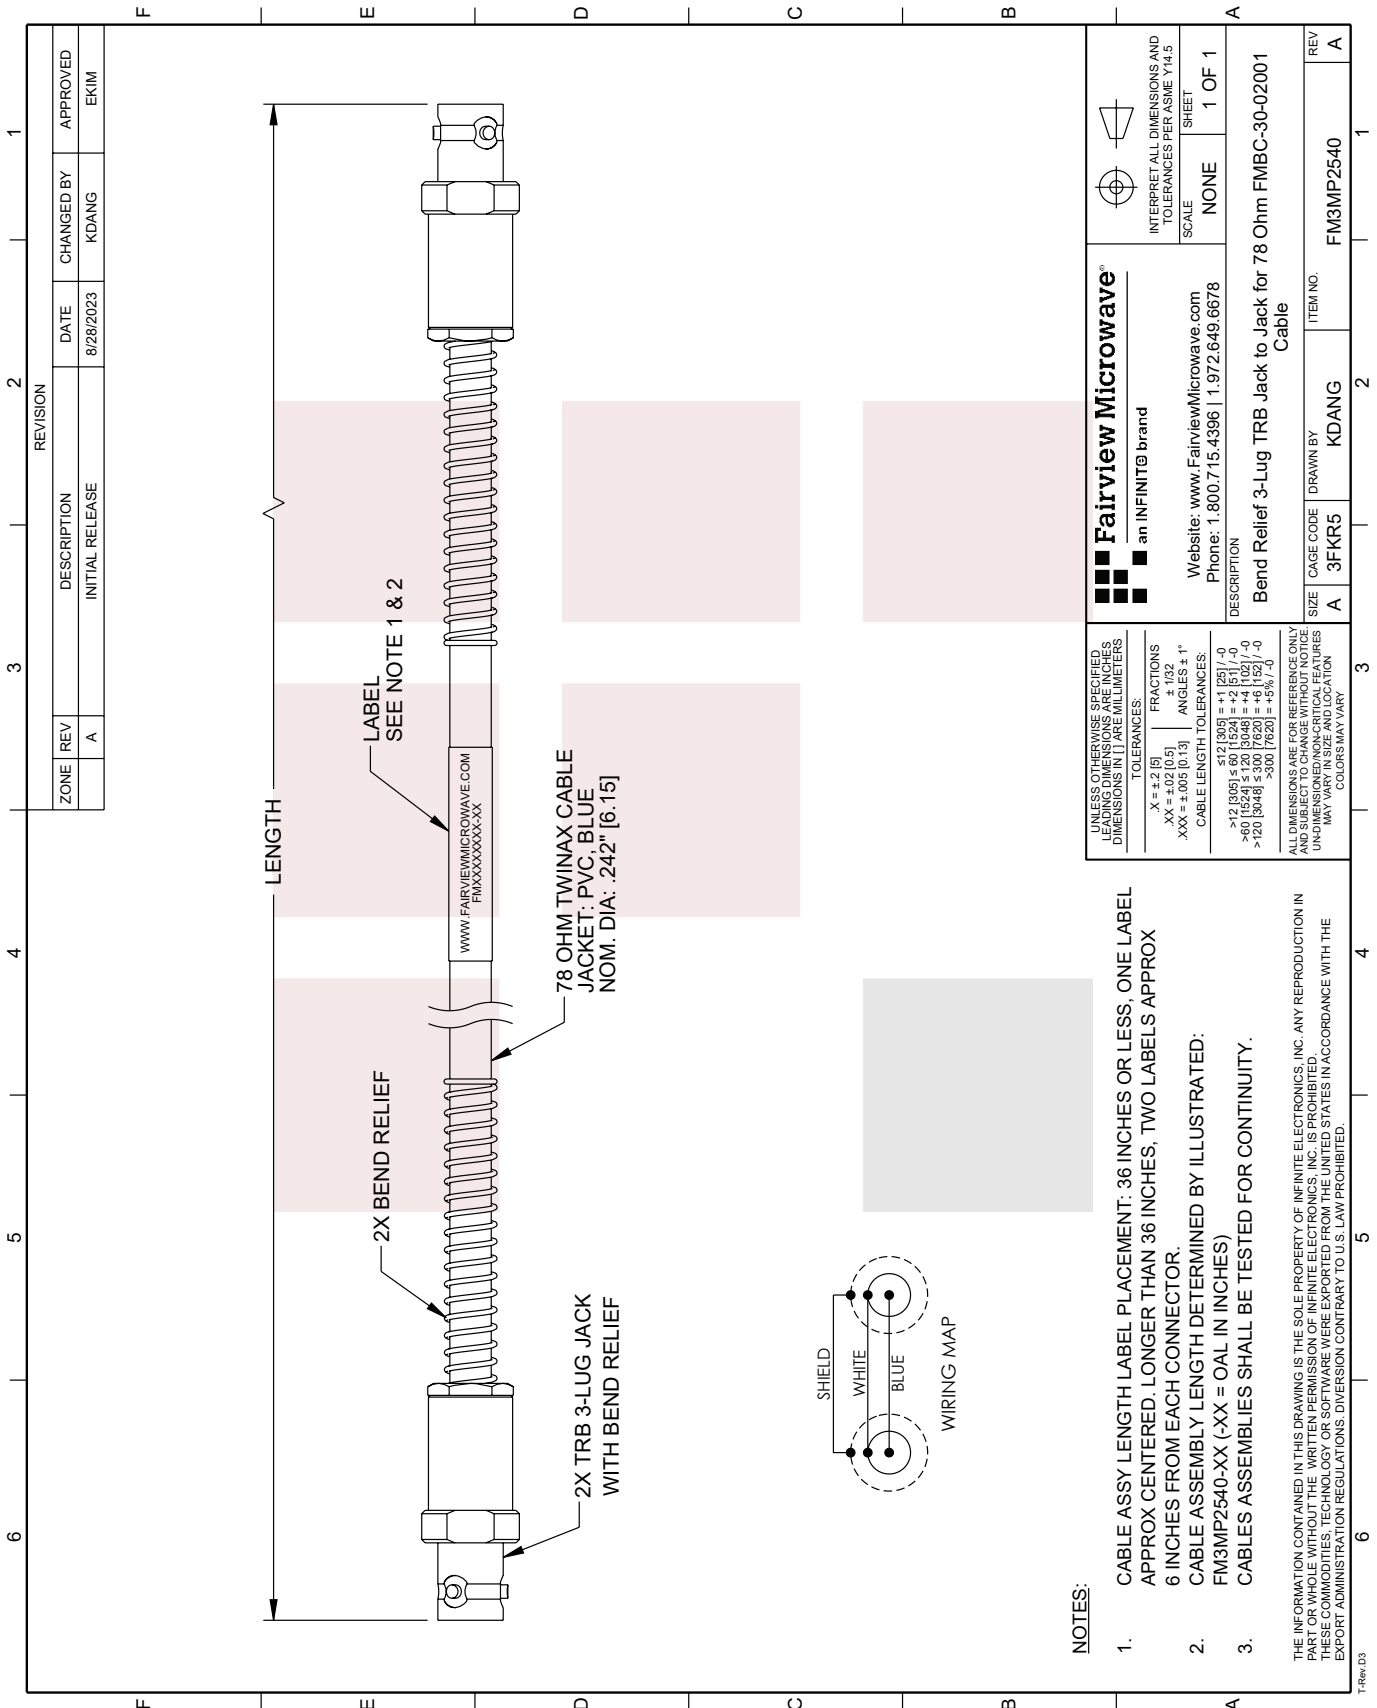 6
5
4
3
2
1
F
E
D
C
B
A
REVISION
ZONE REV DESCRIPTION DATE CHANGED BY APPROVED
A INITIAL RELEASE 8/28/2023 KDANG EKIM
LENGTH
2X BEND RELIEF
LABEL
SEE NOTE 1 & 2
WWW.FAIRVIEWMICROWAVE.COM
FMXXXXXXXX-XX
2X TRB 3-LUG JACK
WITH BEND RELIEF
78 OHM TWINAX CABLE
JACKET: PVC, BLUE
NOM. DIA: .242" [6.15]
SHIELD
WHITE
BLUE
WIRING MAP
NOTES:
1. CABLE ASSY LENGTH LABEL PLACEMENT: 36 INCHES OR LESS, ONE LABEL
APPROX CENTERED. LONGER THAN 36 INCHES, TWO LABELS APPROX
6 INCHES FROM EACH CONNECTOR.
2. CABLE ASSEMBLY LENGTH DETERMINED BY ILLUSTRATED:
FM3MP2540-XX (-XX = OAL IN INCHES)
3. CABLES ASSEMBLIES SHALL BE TESTED FOR CONTINUITY.
THE INFORMATION CONTAINED IN THIS DRAWING IS THE SOLE PROPERTY OF INFINITE ELECTRONICS, INC. ANY REPRODUCTION IN
PART OR WHOLE WITHOUT THE WRITTEN PERMISSION OF INFINITE ELECTRONICS, INC. IS PROHIBITED.
THESE COMMODITIES, TECHNOLOGY OR SOFTWARE WERE EXPORTED FROM THE UNITED STATES IN ACCORDANCE WITH THE
EXPORT ADMINISTRATION REGULATIONS. DIVERSION CONTRARY TO U.S. LAW PROHIBITED.
UNLESS OTHERWISE SPECIFIED
LEADING DIMENSIONS ARE INCHES
DIMENSIONS IN [ ] ARE MILLIMETERS
TOLERANCES:
.X = ± .2 [5] FRACTIONS
.XX = ± .02 [0.5] ± 1/32
.XXX = ± .005 [0.13] ANGLES ± 1°
CABLE LENGTH TOLERANCES:
≤12 [305] = +1 [25] / -0
>12 [305] ≤ 60 [1524] = +2 [51] / -0
>60 [1524] ≤ 120 [3048] = +4 [102] / -0
>120 [3048] ≤ 300 [7620] = +6 [152] / -0
>300 [7620] = +5% / -0
ALL DIMENSIONS ARE FOR REFERENCE ONLY
AND SUBJECT TO CHANGE WITHOUT NOTICE.
UN-DIMENSIONED/NON-CRITICAL FEATURES
MAY VARY IN SIZE AND LOCATION
COLORS MAY VARY
Fairview Microwave®
an INFINIT⊜ brand
Website: www.FairviewMicrowave.com
Phone: 1.800.715.4396 | 1.972.649.6678
INTERPRET ALL DIMENSIONS AND
TOLERANCES PER ASME Y14.5
SCALE NONE
SHEET 1 OF 1
DESCRIPTION
Bend Relief 3-Lug TRB Jack to Jack for 78 Ohm FMBC-30-02001
Cable
SIZE A
CAGE CODE 3FKR5
DRAWN BY KDANG
ITEM NO. FM3MP2540
REV A
F
E
D
C
B
A
6
5
4
3
2
1
T-Rev.D3